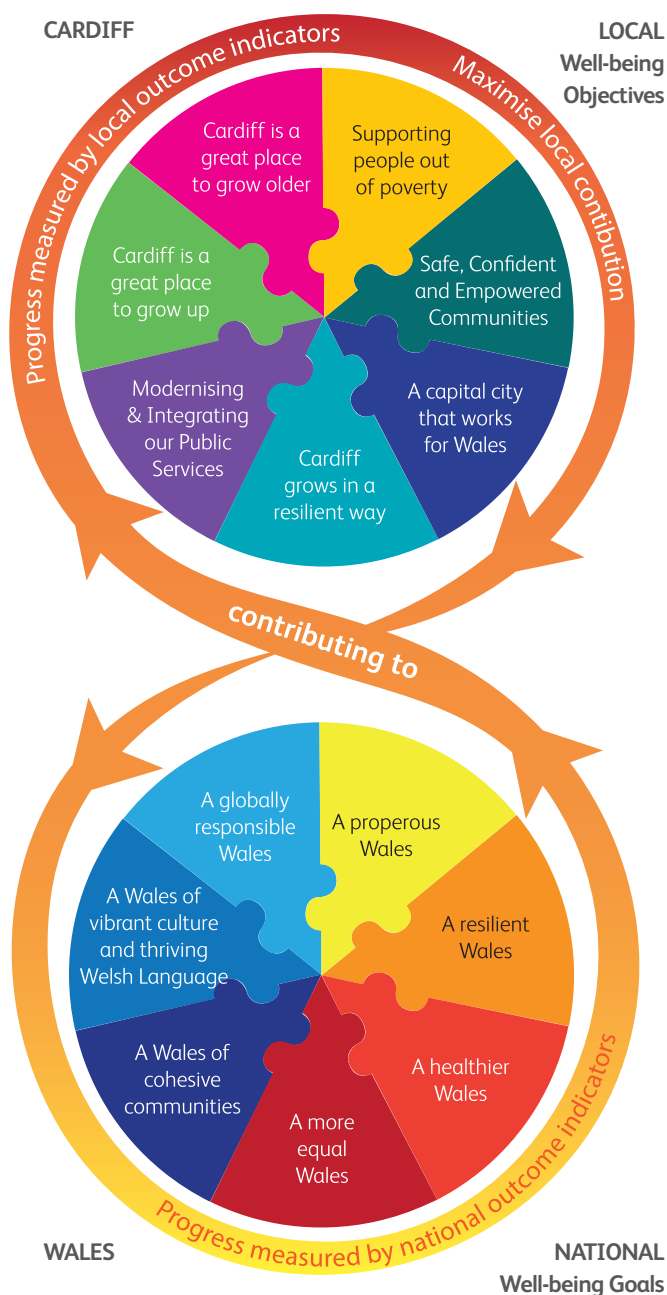 CARDIFF
LOCAL
Well-being
Objectives
Progress measured by local outcome indicators
Maximise local contibution
Cardiff is a
great place
to grow older
Supporting
people out
of poverty
Safe, Confident
and Empowered
Communities
A capital city
that works
for Wales
Cardiff
grows in a
resilient way
Modernising
& Integrating
our Public
Services
Cardiff is a
great place
to grow up
contributing to
A globally
responsible
Wales
A properous
Wales
A resilient
Wales
A healthier
Wales
A more
equal
Wales
A Wales of
cohesive
communities
A Wales of
vibrant culture
and thriving
Welsh Language
Progress measured by national outcome indicators
WALES
NATIONAL
Well-being Goals